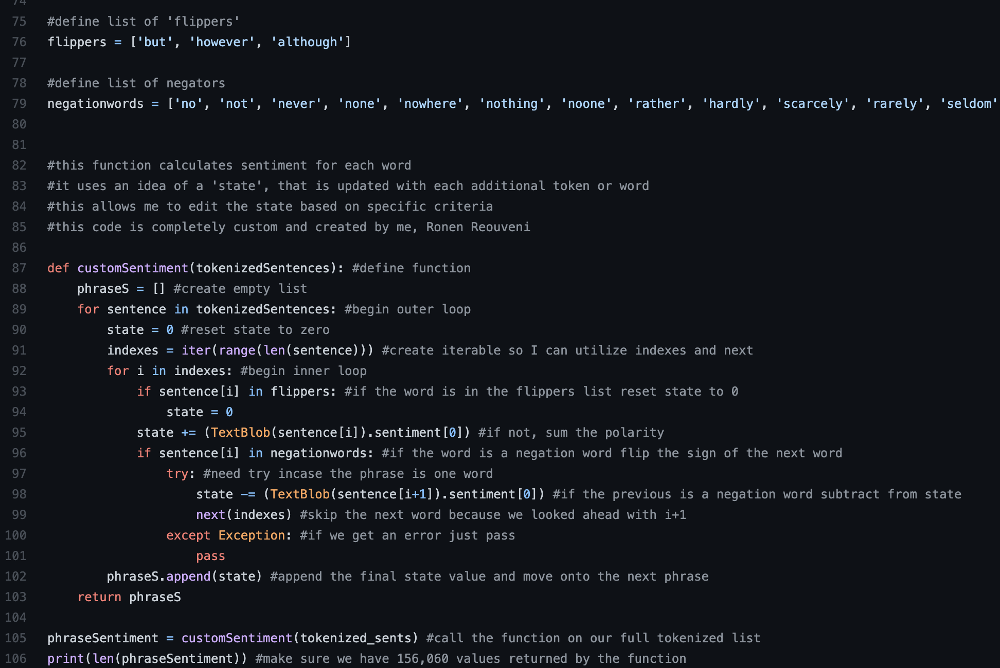 74
75 #define list of 'flippers'
76 flippers = ['but', 'however', 'although']
77
78 #define list of negators
79 negationwords = ['no', 'not', 'never', 'none', 'nowhere', 'nothing', 'noone', 'rather', 'hardly', 'scarcely', 'rarely', 'seldom'
80
81
82 #this function calculates sentiment for each word
83 #it uses an idea of a 'state', that is updated with each additional token or word
84 #this allows me to edit the state based on specific criteria
85 #this code is completely custom and created by me, Ronen Reouveni
86
87 def customSentiment(tokenizedSentences): #define function
88     phraseS = [] #create empty list
89     for sentence in tokenizedSentences: #begin outer loop
90         state = 0 #reset state to zero
91         indexes = iter(range(len(sentence))) #create iterable so I can utilize indexes and next
92         for i in indexes: #begin inner loop
93             if sentence[i] in flippers: #if the word is in the flippers list reset state to 0
94                 state = 0
95             state += (TextBlob(sentence[i]).sentiment[0]) #if not, sum the polarity
96             if sentence[i] in negationwords: #if the word is a negation word flip the sign of the next word
97                 try: #need try incase the phrase is one word
98                     state -= (TextBlob(sentence[i+1]).sentiment[0]) #if the previous is a negation word subtract from state
99                     next(indexes) #skip the next word because we looked ahead with i+1
100                 except Exception: #if we get an error just pass
101                     pass
102         phraseS.append(state) #append the final state value and move onto the next phrase
103     return phraseS
104
105 phraseSentiment = customSentiment(tokenized_sents) #call the function on our full tokenized list
106 print(len(phraseSentiment)) #make sure we have 156,060 values returned by the function